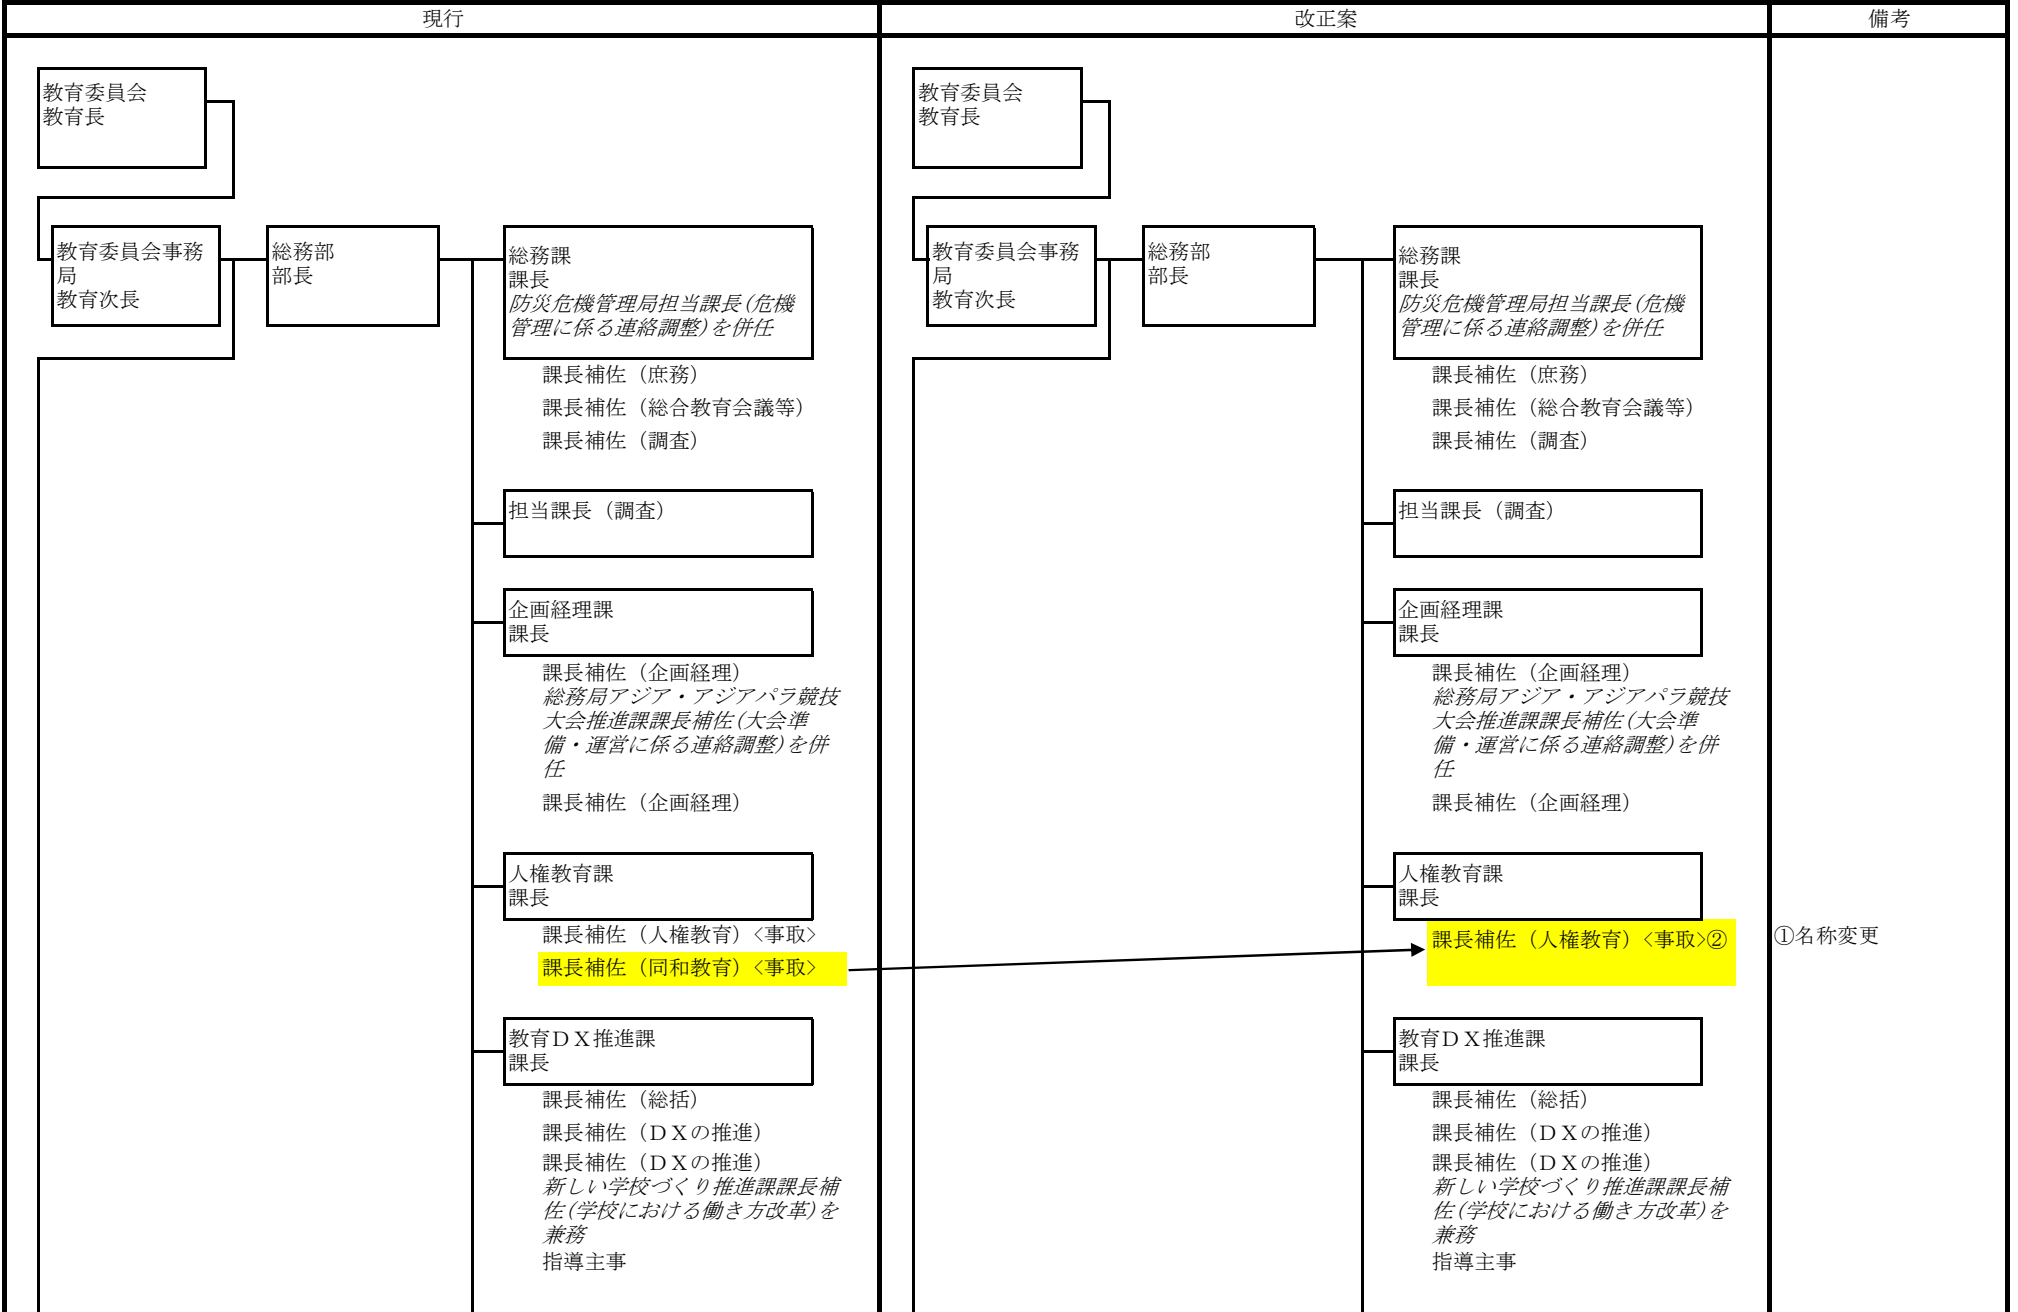 現行
改正案
備考
教育委員会
教育長
教育委員会事務
局
教育次長
総務部
部長
総務課
課長
防災危機管理局担当課長(危機
管理に係る連絡調整)を併任
課長補佐（庶務）
課長補佐（総合教育会議等）
課長補佐（調査）
担当課長（調査）
企画経理課
課長
課長補佐（企画経理）
総務局アジア・アジアパラ競技
大会推進課課長補佐(大会準
備・運営に係る連絡調整)を併
任
課長補佐（企画経理）
人権教育課
課長
課長補佐（人権教育）<事取>
課長補佐（同和教育）<事取>
教育ＤＸ推進課
課長
課長補佐（総括）
課長補佐（ＤＸの推進）
課長補佐（ＤＸの推進）
新しい学校づくり推進課課長補
佐(学校における働き方改革)を
兼務
指導主事
教育委員会
教育長
教育委員会事務
局
教育次長
総務部
部長
総務課
課長
防災危機管理局担当課長(危機
管理に係る連絡調整)を併任
課長補佐（庶務）
課長補佐（総合教育会議等）
課長補佐（調査）
担当課長（調査）
企画経理課
課長
課長補佐（企画経理）
総務局アジア・アジアパラ競技
大会推進課課長補佐(大会準
備・運営に係る連絡調整)を併
任
課長補佐（企画経理）
人権教育課
課長
課長補佐（人権教育）<事取>②
教育ＤＸ推進課
課長
課長補佐（総括）
課長補佐（ＤＸの推進）
課長補佐（ＤＸの推進）
新しい学校づくり推進課課長補
佐(学校における働き方改革)を
兼務
指導主事
①名称変更